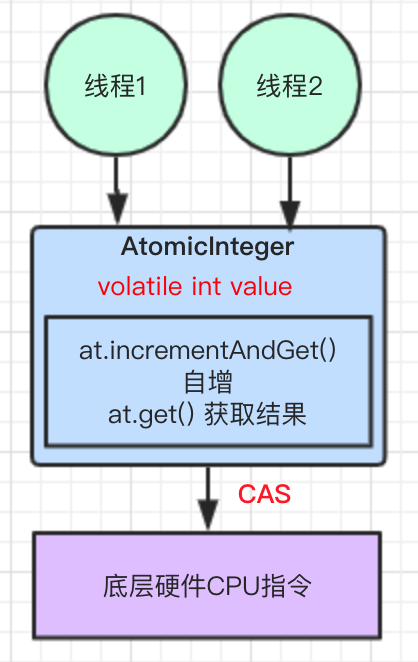 线程1
线程2
AtomicInteger
volatile int value
at.incrementAndGet()
自增
at.get() 获取结果
CAS
底层硬件CPU指令